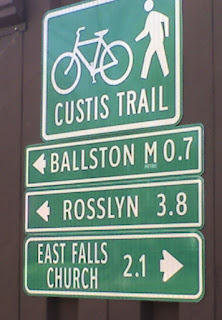 CUSTIS TRAIL
BALLSTON M 0.7
METRO
ROSSLYN 3.8
EAST FALLS
CHURCH 2.1